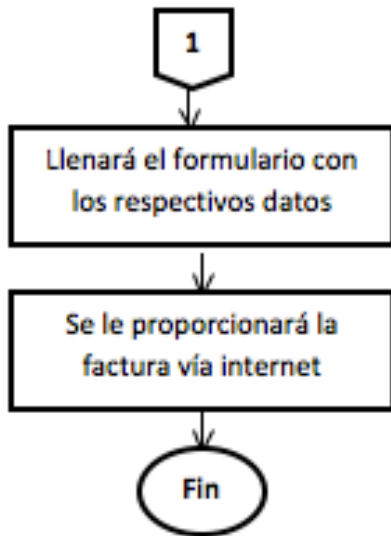 1
Llenará el formulario con
los respectivos datos
Se le proporcionará la
factura vía internet
Fin